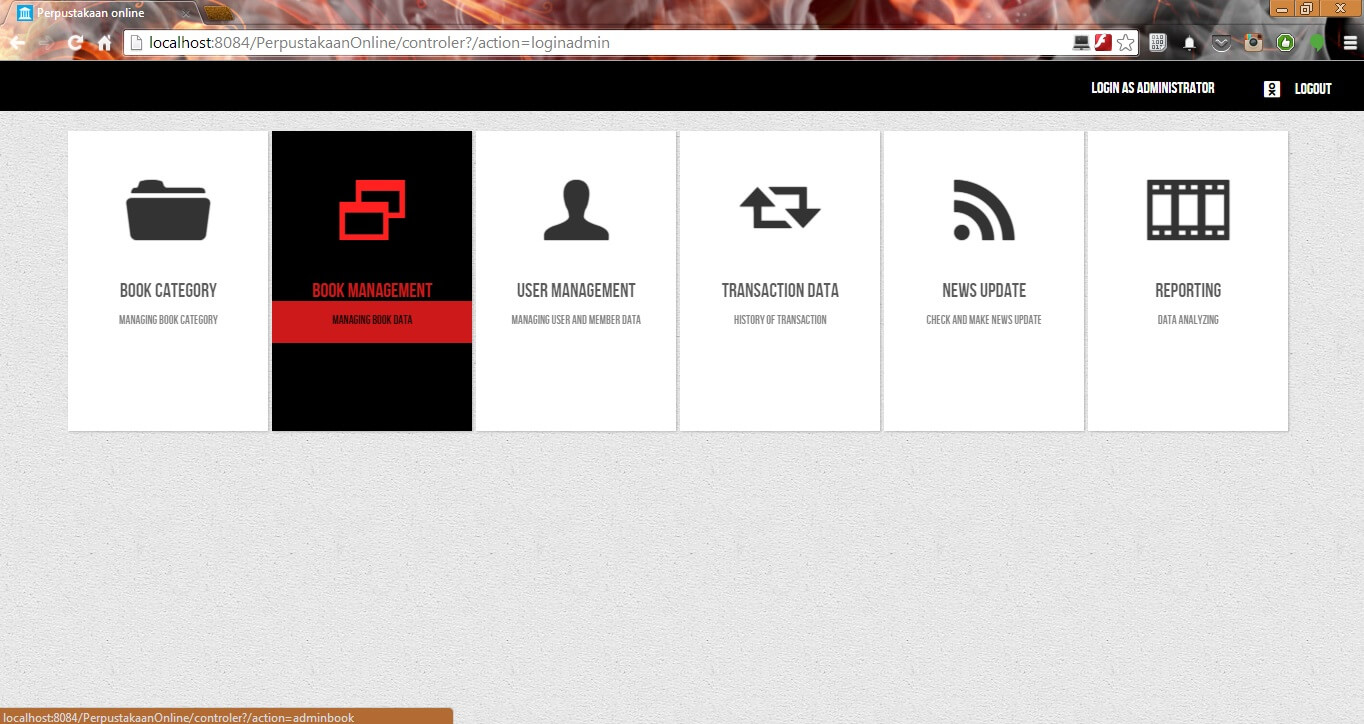 Perpustakaan online
localhost:8084/PerpustakaanOnline/controler?/action=loginadmin
LOGIN AS ADMINISTRATOR
LOGOUT
BOOK CATEGORY
MANAGING BOOK CATEGORY
BOOK MANAGEMENT
MANAGING BOOK DATA
USER MANAGEMENT
MANAGING USER AND MEMBER DATA
TRANSACTION DATA
HISTORY OF TRANSACTION
NEWS UPDATE
CHECK AND MAKE NEWS UPDATE
REPORTING
DATA ANALYZING
localhost:8084/PerpustakaanOnline/controler?/action=adminbook